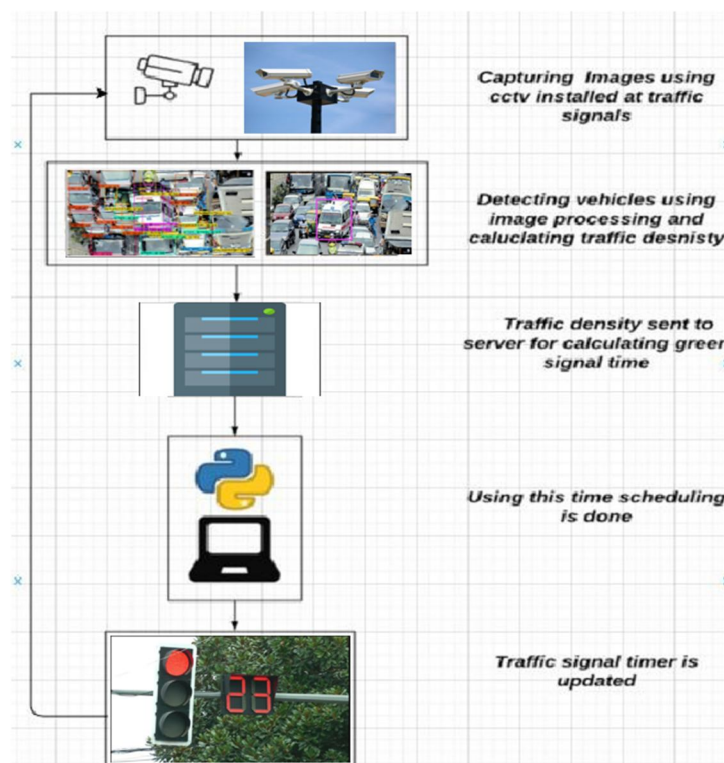 Capturing Images using
cctv installed at traffic
signals
Detecting vehicles using
image processing and
caluclating traffic desnisty
Traffic density sent to
server for calculating green
signal time
Using this time scheduling
is done
23
Traffic signal timer is
updated